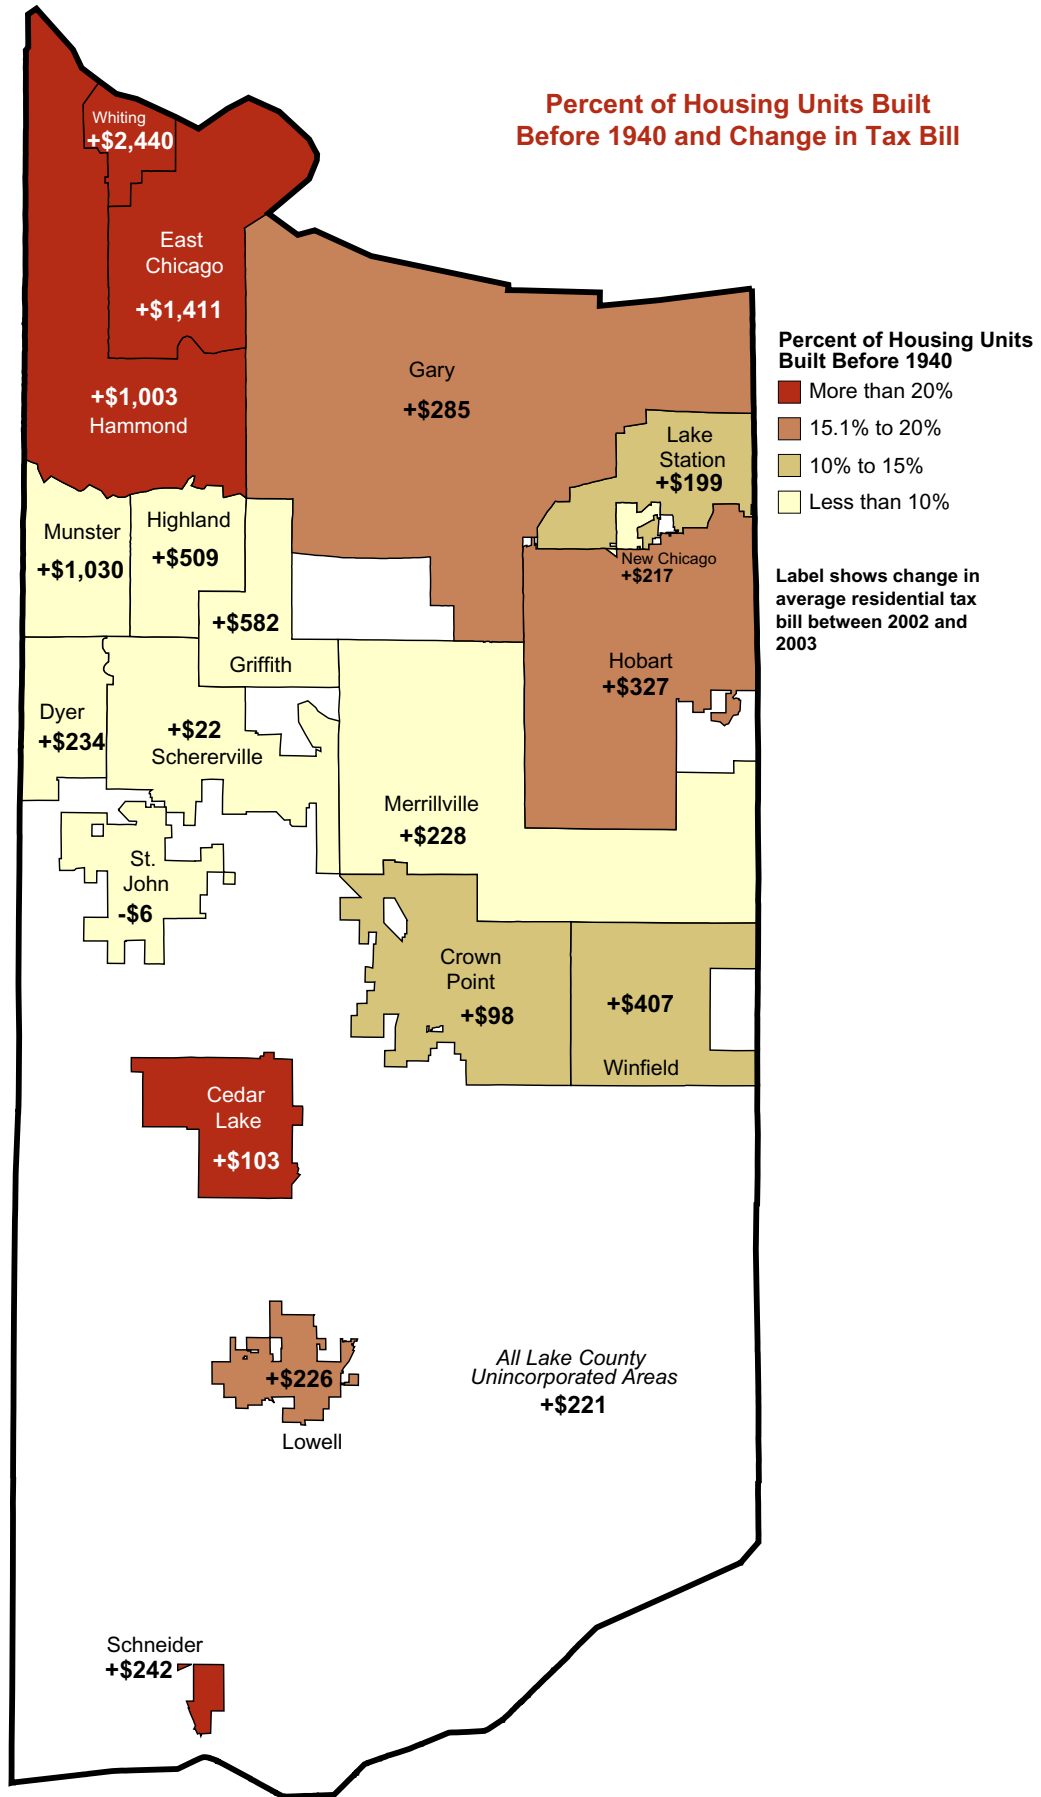 Percent of Housing Units Built
Before 1940 and Change in Tax Bill
Whiting
+$2,440
East
Chicago
+$1,411
+$1,003
Hammond
Gary
+$285
Lake
Station
+$199
Percent of Housing Units
Built Before 1940
More than 20%
15.1% to 20%
10% to 15%
Less than 10%
Label shows change in
average residential tax
bill between 2002 and
2003
Munster
+$1,030
Highland
+$509
+$582
Griffith
New Chicago
+$217
Hobart
+$327
Dyer
+$234
+$22
Schererville
Merrillville
+$228
St.
John
-$6
Crown
Point
+$98
+$407
Winfield
Cedar
Lake
+$103
+$226
Lowell
All Lake County
Unincorporated Areas
+$221
Schneider
+$242